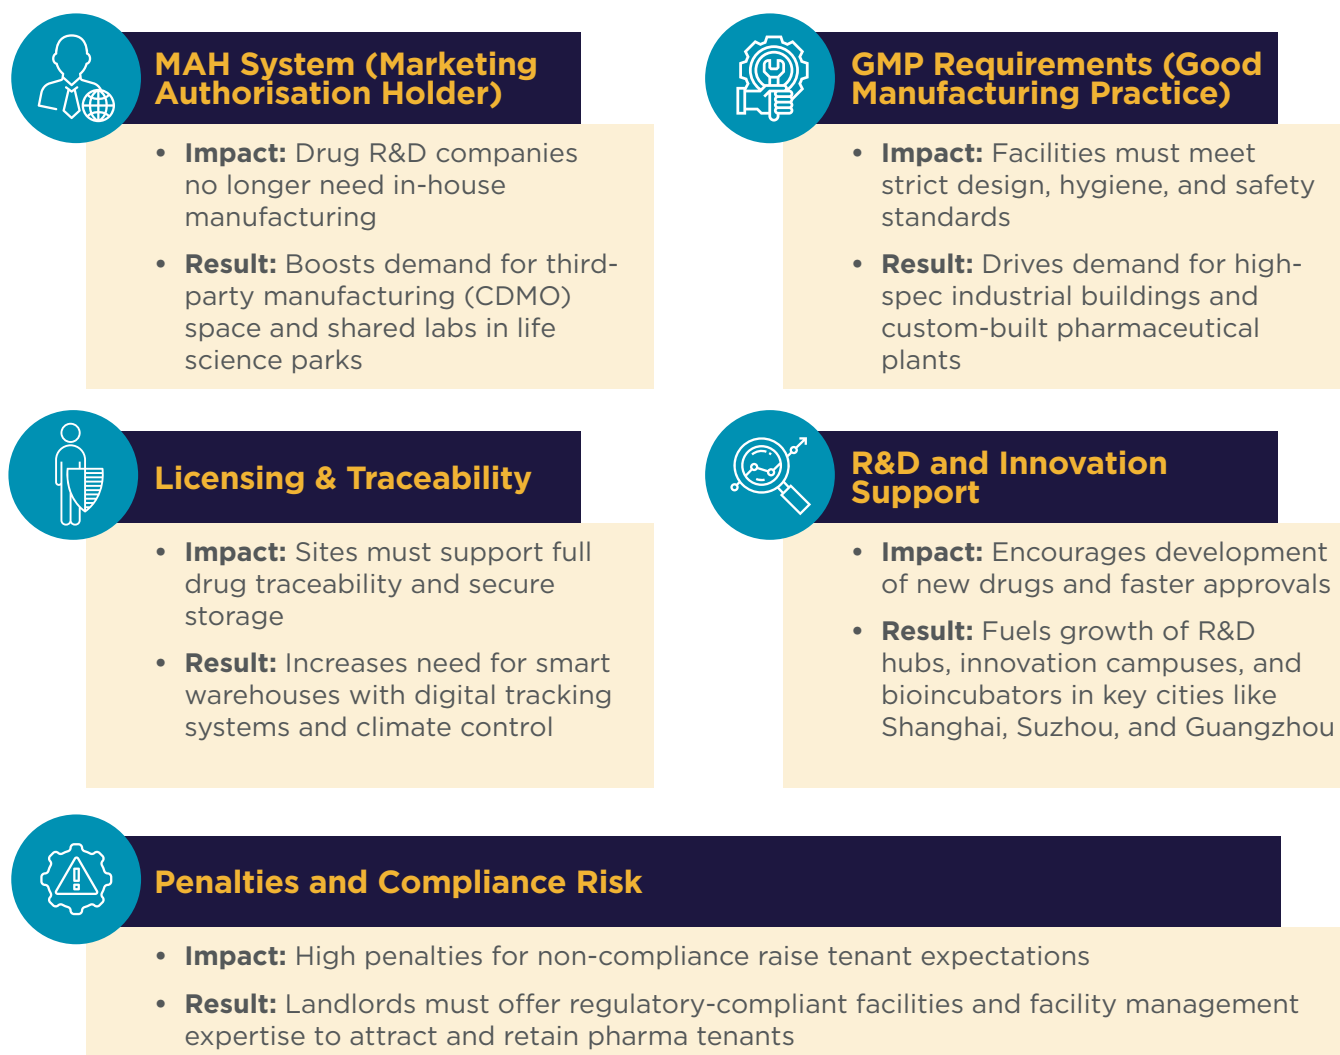 MAH System (Marketing
Authorisation Holder)
• Impact: Drug R&D companies
no longer need in-house
manufacturing
• Result: Boosts demand for third-
party manufacturing (CDMO)
space and shared labs in life
science parks
GMP Requirements (Good
Manufacturing Practice)
• Impact: Facilities must meet
strict design, hygiene, and safety
standards
• Result: Drives demand for high-
spec industrial buildings and
custom-built pharmaceutical
plants
Licensing & Traceability
• Impact: Sites must support full
drug traceability and secure
storage
• Result: Increases need for smart
warehouses with digital tracking
systems and climate control
R&D and Innovation
Support
• Impact: Encourages development
of new drugs and faster approvals
• Result: Fuels growth of R&D
hubs, innovation campuses, and
bioincubators in key cities like
Shanghai, Suzhou, and Guangzhou
Penalties and Compliance Risk
• Impact: High penalties for non-compliance raise tenant expectations
• Result: Landlords must offer regulatory-compliant facilities and facility management
expertise to attract and retain pharma tenants